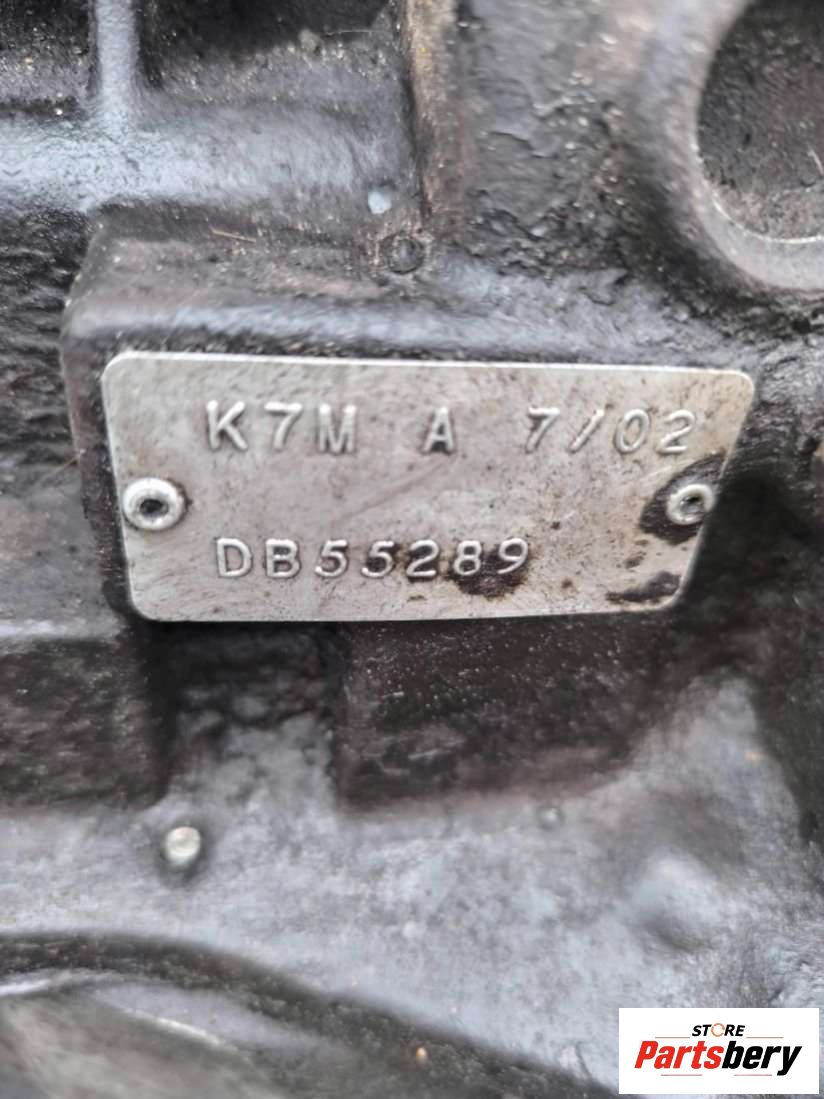 K7M A 7/02
DB55289
STORE
Partsbery